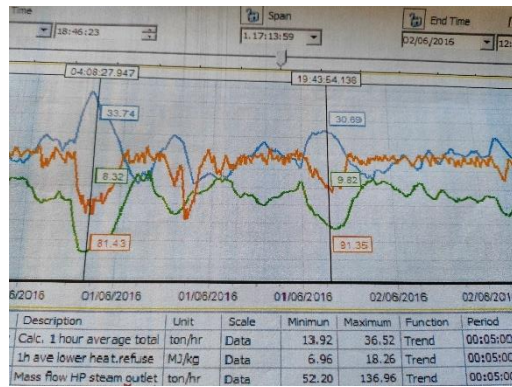 Time Span End Time
18:46:23 1.17:13:59 02/06/2016 12:
04:08:27.947 19:43:54.136
33.74 30.69
8.32 9.82
81.43 91.35
6/2016 01/06/2016 01/06/2016 01/06/2016 02/06/2016 02/06/201
Description Unit Scale Minimun Maximum Function Period
Calc. 1 hour average total ton/hr Data 13.92 36.52 Trend 00:05:00
1h ave lower heat.refuse MJ/kg Data 6.96 18.26 Trend 00:05:00
Mass flow HP steam outlet ton/hr Data 52.20 136.96 Trend 00:05:00